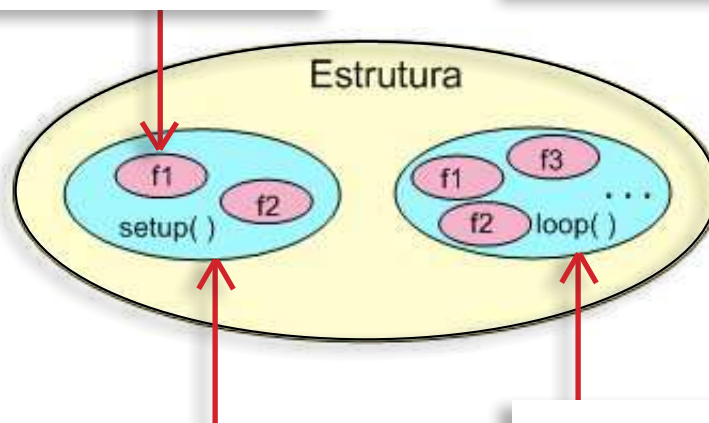 Estrutura
f1
f2
setup( )
f1
f3
. . .
f2
loop( )